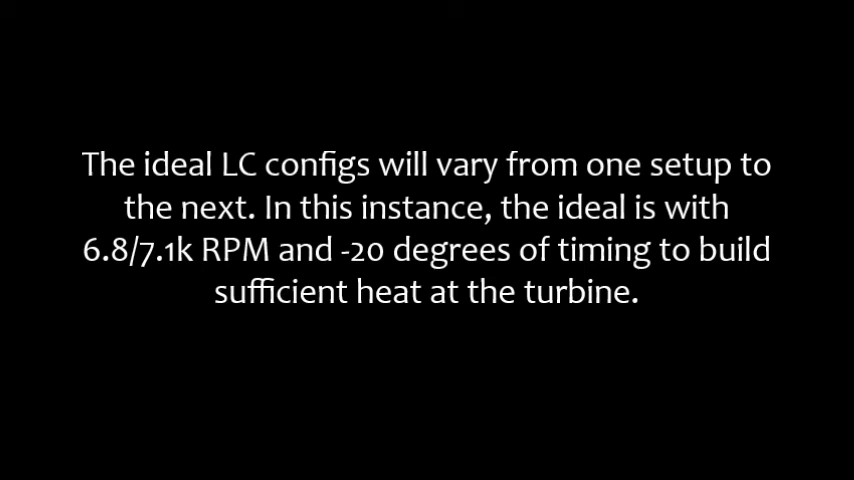 The ideal LC configs will vary from one setup to
the next. In this instance, the ideal is with
6.8/7.1k RPM and -20 degrees of timing to build
sufficient heat at the turbine.